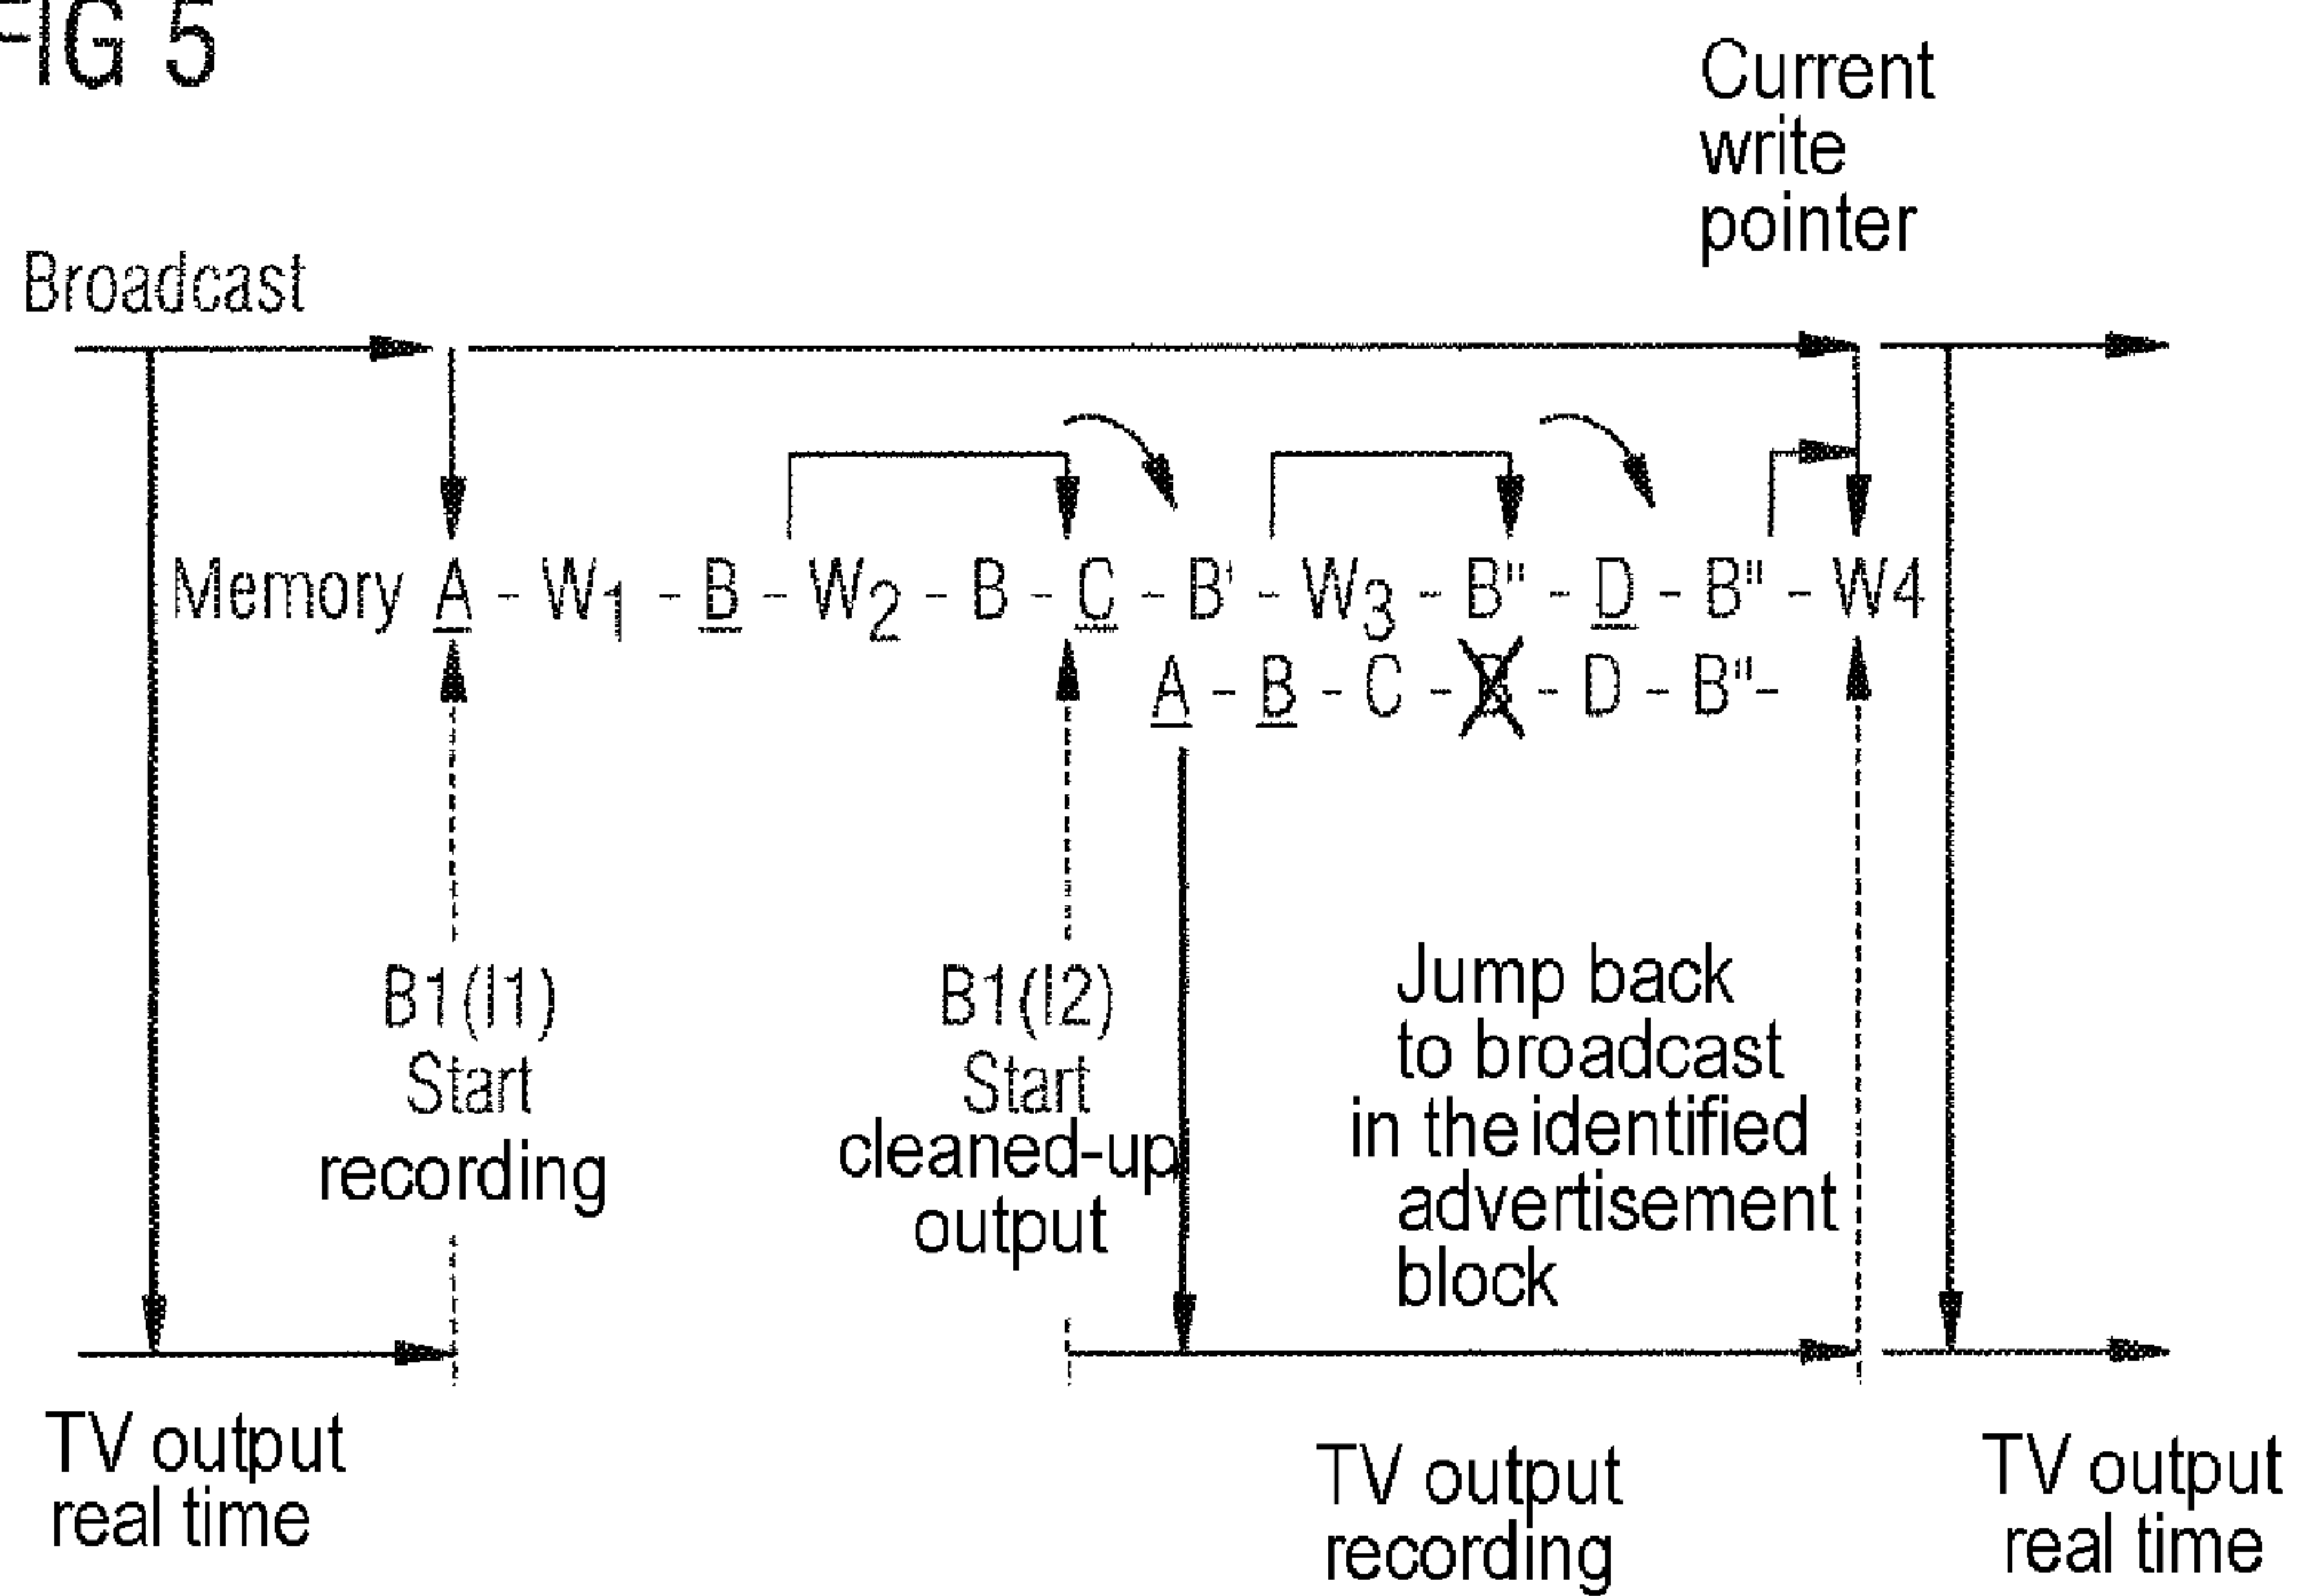 FIG 5
Current
write
pointer
Broadcast
Memory A - W1 - B - W2 - B - C - B' - W3 - B" - D - B" - W4
A - B - C - B - D - B"-
B1(I1)
Start
recording
B1(I2)
Start
cleaned-up
output
Jump back
to broadcast
in the identified
advertisement
block
TV output
real time
TV output
recording
TV output
real time